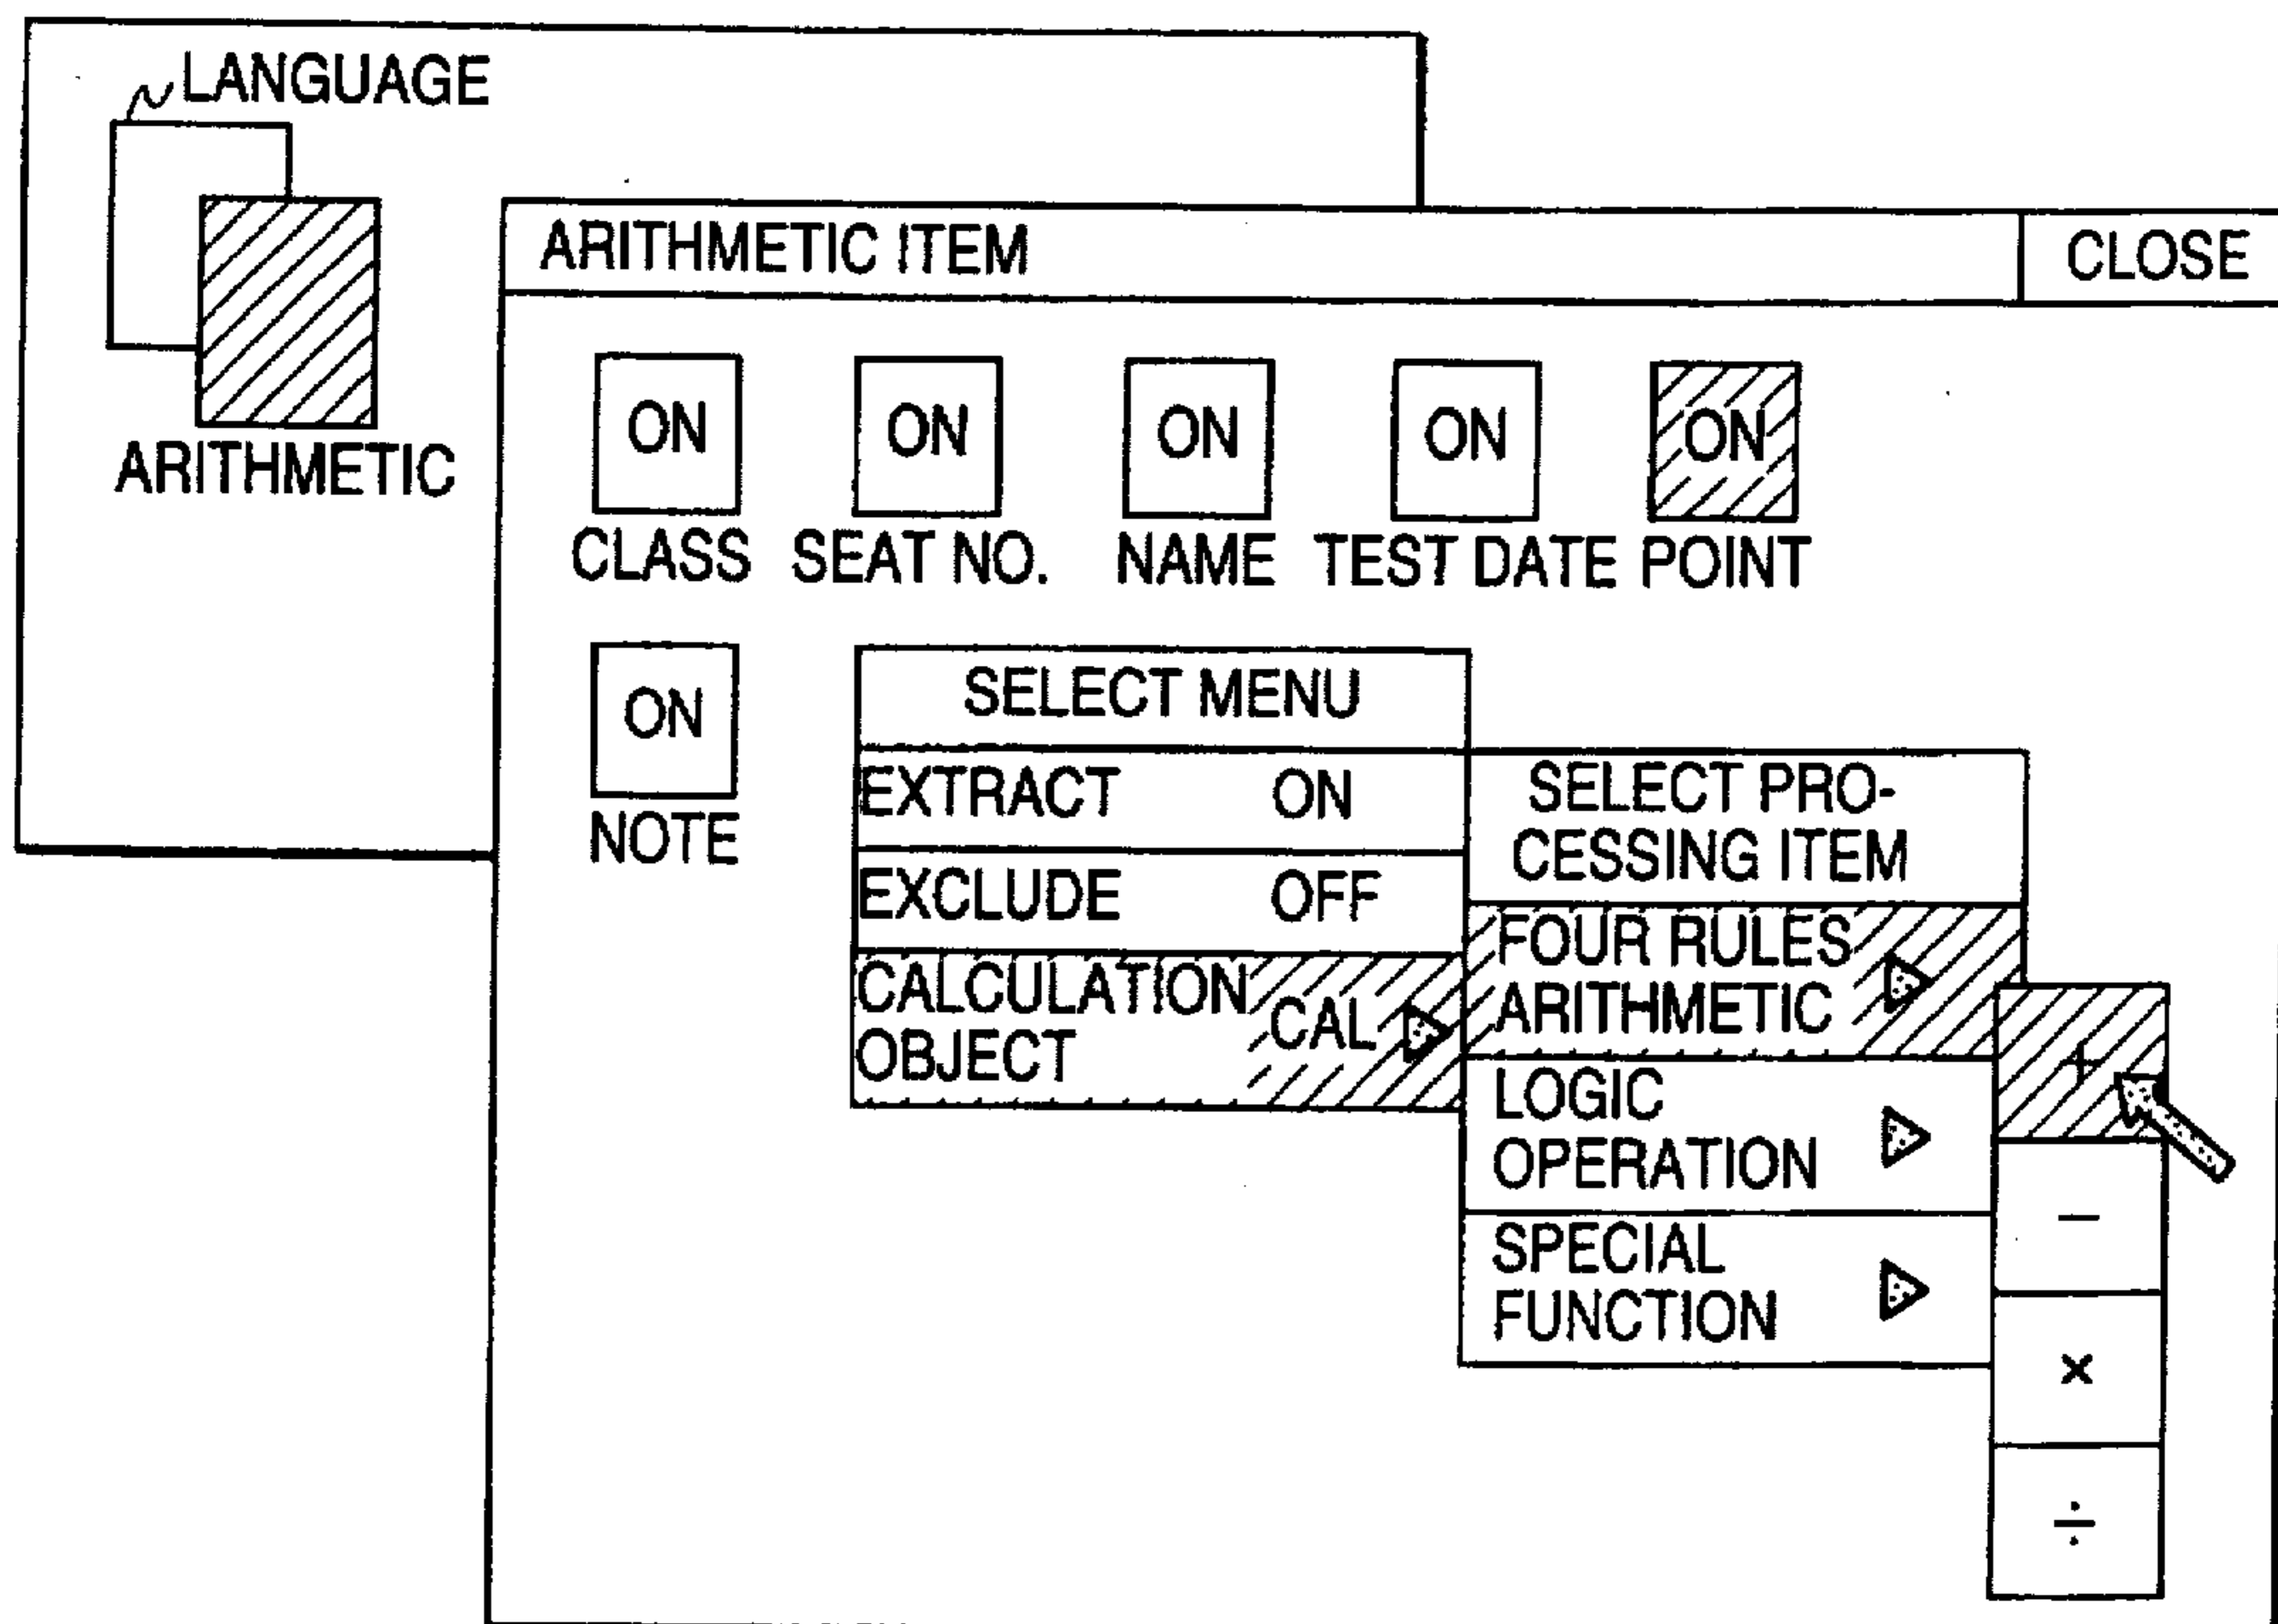 LANGUAGE
ARITHMETIC
ARITHMETIC ITEM
CLOSE
ON ON ON ON ON
CLASS SEAT NO. NAME TEST DATE POINT
ON
NOTE
SELECT MENU
EXTRACT ON
EXCLUDE OFF
CALCULATION
OBJECT
CAL
SELECT PRO-
CESSING ITEM
FOUR RULES
ARITHMETIC
LOGIC
OPERATION
SPECIAL
FUNCTION
+
−
×
÷